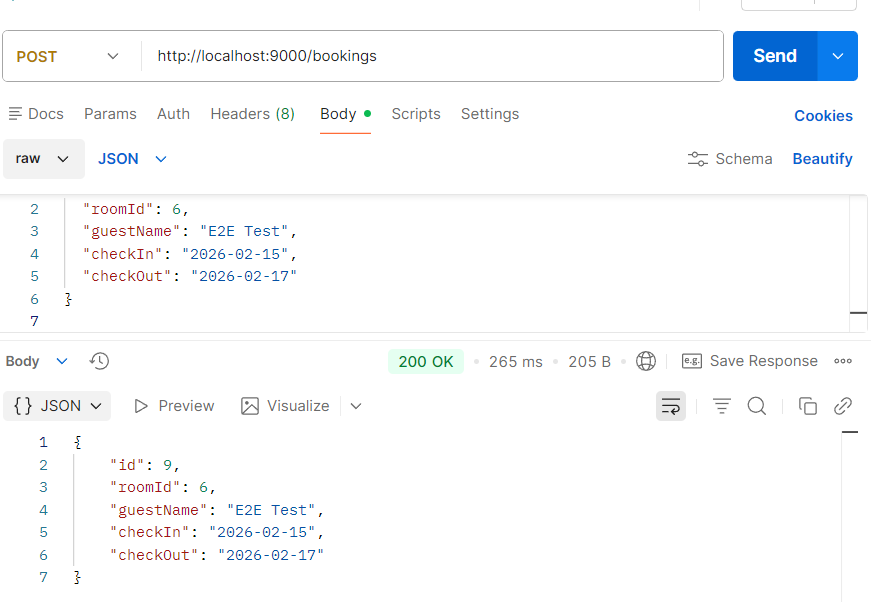 POST http://localhost:9000/bookings Send
Docs Params Auth Headers (8) Body Scripts Settings Cookies
raw JSON Schema Beautify
2 "roomId": 6,
3 "guestName": "E2E Test",
4 "checkIn": "2026-02-15",
5 "checkOut": "2026-02-17"
6 }
7
Body 200 OK 265 ms 205 B e.g. Save Response
{} JSON Preview Visualize
1 {
2 "id": 9,
3 "roomId": 6,
4 "guestName": "E2E Test",
5 "checkIn": "2026-02-15",
6 "checkOut": "2026-02-17"
7 }